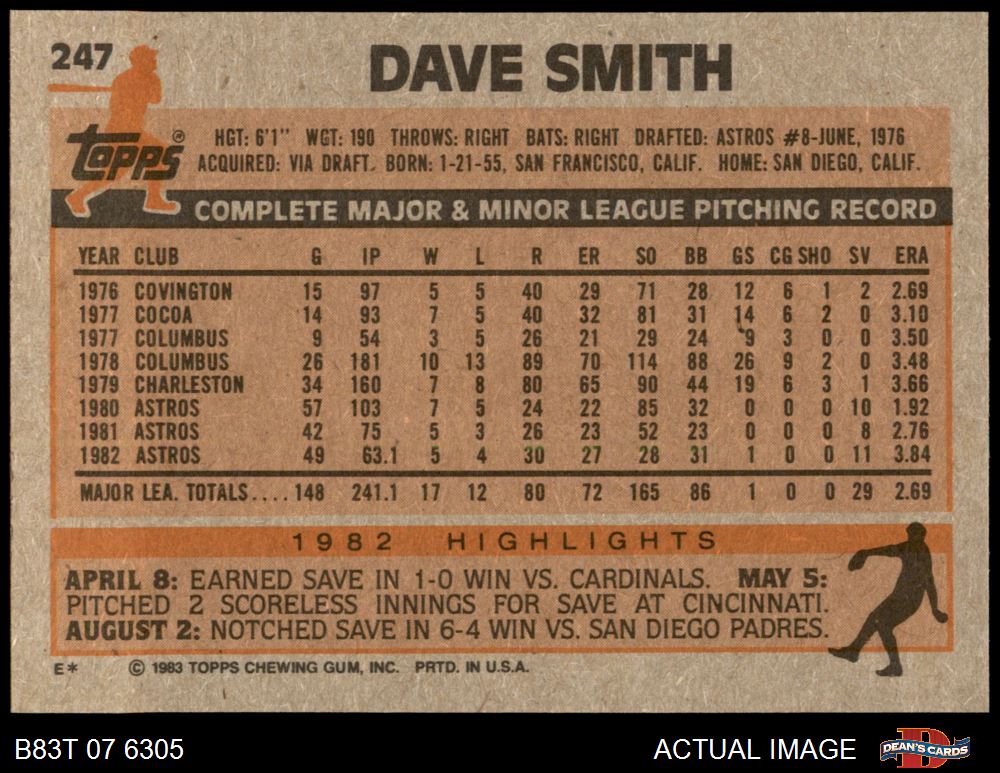 247
DAVE SMITH
topps®
HGT: 6'1" WGT: 190 THROWS: RIGHT BATS: RIGHT DRAFTED: ASTROS #8-JUNE, 1976
ACQUIRED: VIA DRAFT. BORN: 1-21-55, SAN FRANCISCO, CALIF. HOME: SAN DIEGO, CALIF.
COMPLETE MAJOR & MINOR LEAGUE PITCHING RECORD
YEAR CLUB G IP W L R ER SO BB GS CG SHO SV ERA
1976 COVINGTON 15 97 5 5 40 29 71 28 12 6 1 2 2.69
1977 COCOA 14 93 7 5 40 32 81 31 14 6 2 0 3.10
1977 COLUMBUS 9 54 3 5 26 21 29 24 9 3 0 0 3.50
1978 COLUMBUS 26 181 10 13 89 70 114 88 26 9 2 0 3.48
1979 CHARLESTON 34 160 7 8 80 65 90 44 19 6 3 1 3.66
1980 ASTROS 57 103 7 5 24 22 85 32 0 0 0 10 1.92
1981 ASTROS 42 75 5 3 26 23 52 23 0 0 0 8 2.76
1982 ASTROS 49 63.1 5 4 30 27 28 31 1 0 0 11 3.84
MAJOR LEA. TOTALS.... 148 241.1 17 12 80 72 165 86 1 0 0 29 2.69
1982 HIGHLIGHTS
APRIL 8: EARNED SAVE IN 1-0 WIN VS. CARDINALS. MAY 5:
PITCHED 2 SCORELESS INNINGS FOR SAVE AT CINCINNATI.
AUGUST 2: NOTCHED SAVE IN 6-4 WIN VS. SAN DIEGO PADRES.
E* © 1983 TOPPS CHEWING GUM, INC. PRTD. IN U.S.A.
B83T 07 6305 ACTUAL IMAGE DEAN'S CARDS